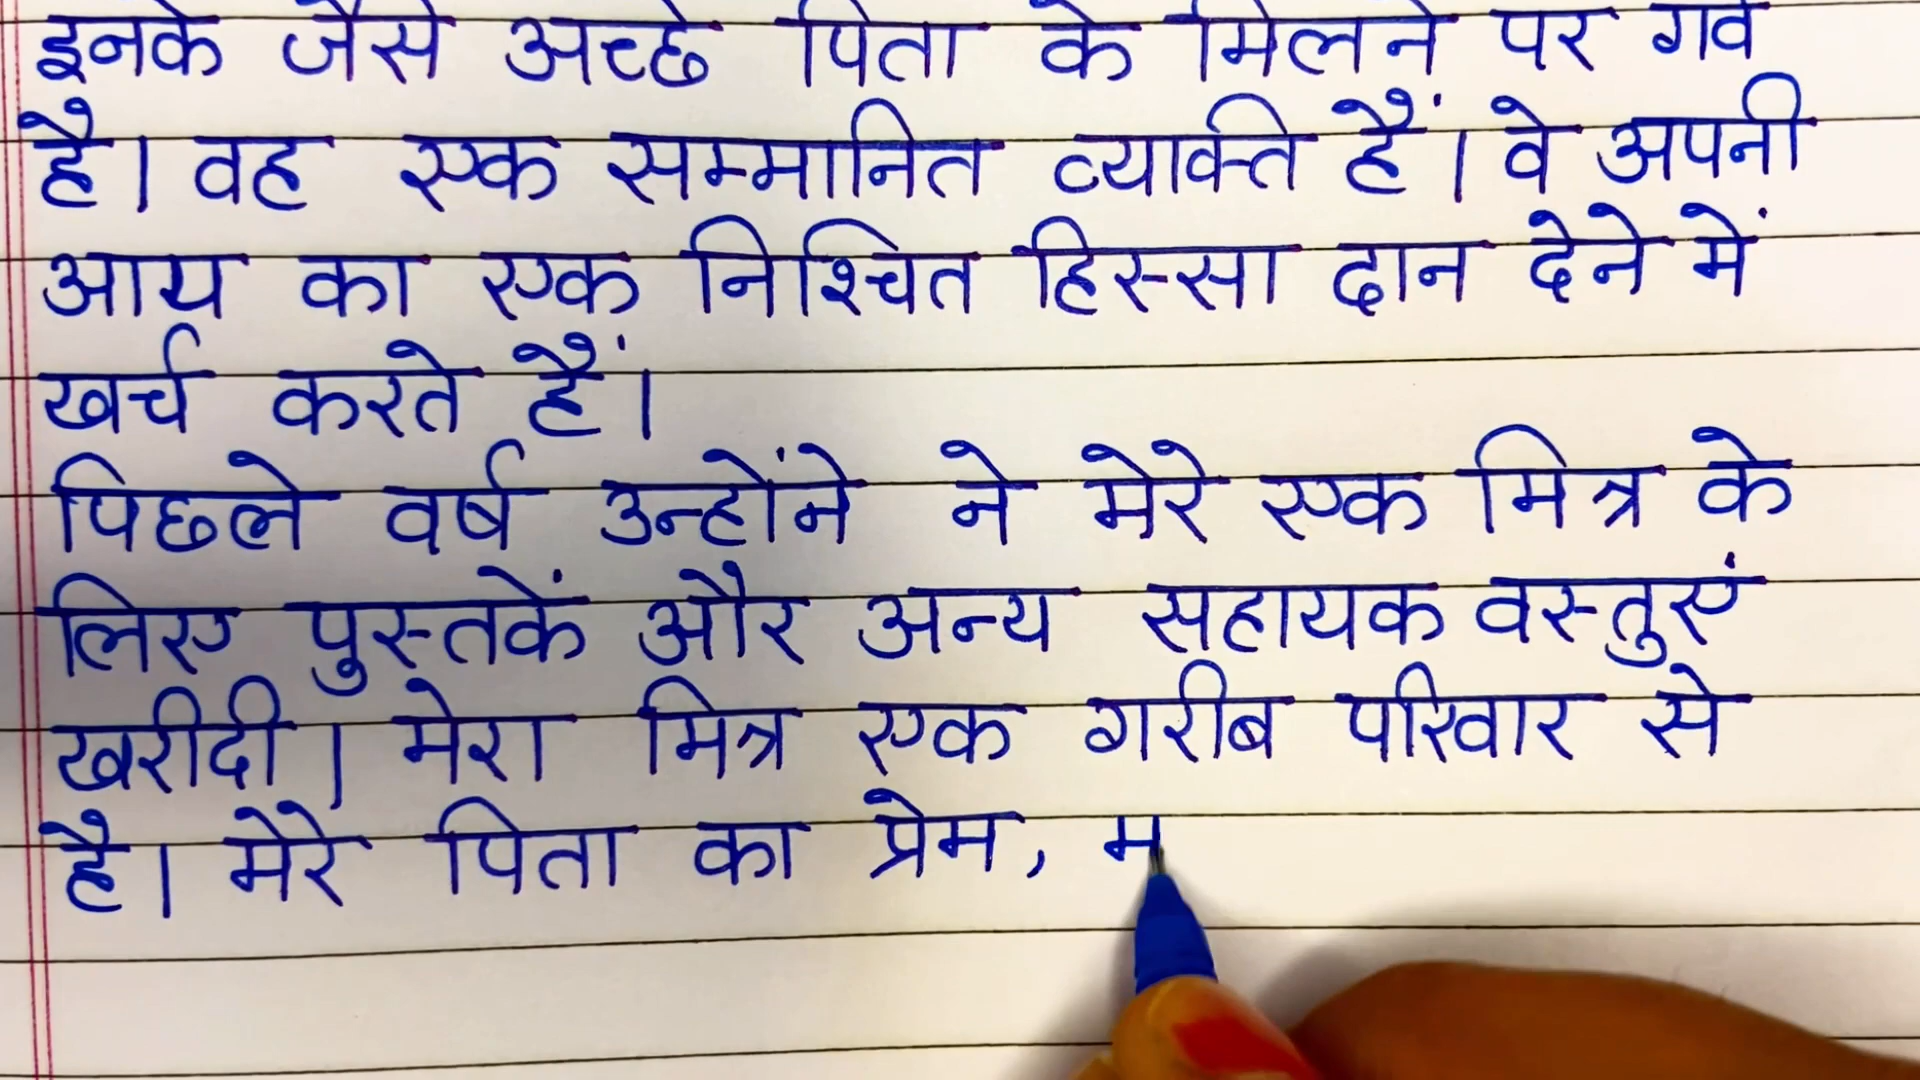 इनके जैसे अच्छे पिता के मिलने पर गर्व
है। वह एक सम्मानित व्यक्ति हैं। वे अपनी
आय का एक निश्चित हिस्सा दान देने में
खर्च करते हैं।
पिछले वर्ष उन्होंने ने मेरे एक मित्र के
लिए पुस्तकें और अन्य सहायक वस्तुएं
खरीदी। मेरा मित्र एक गरीब परिवार से
है। मेरे पिता का प्रेम, म